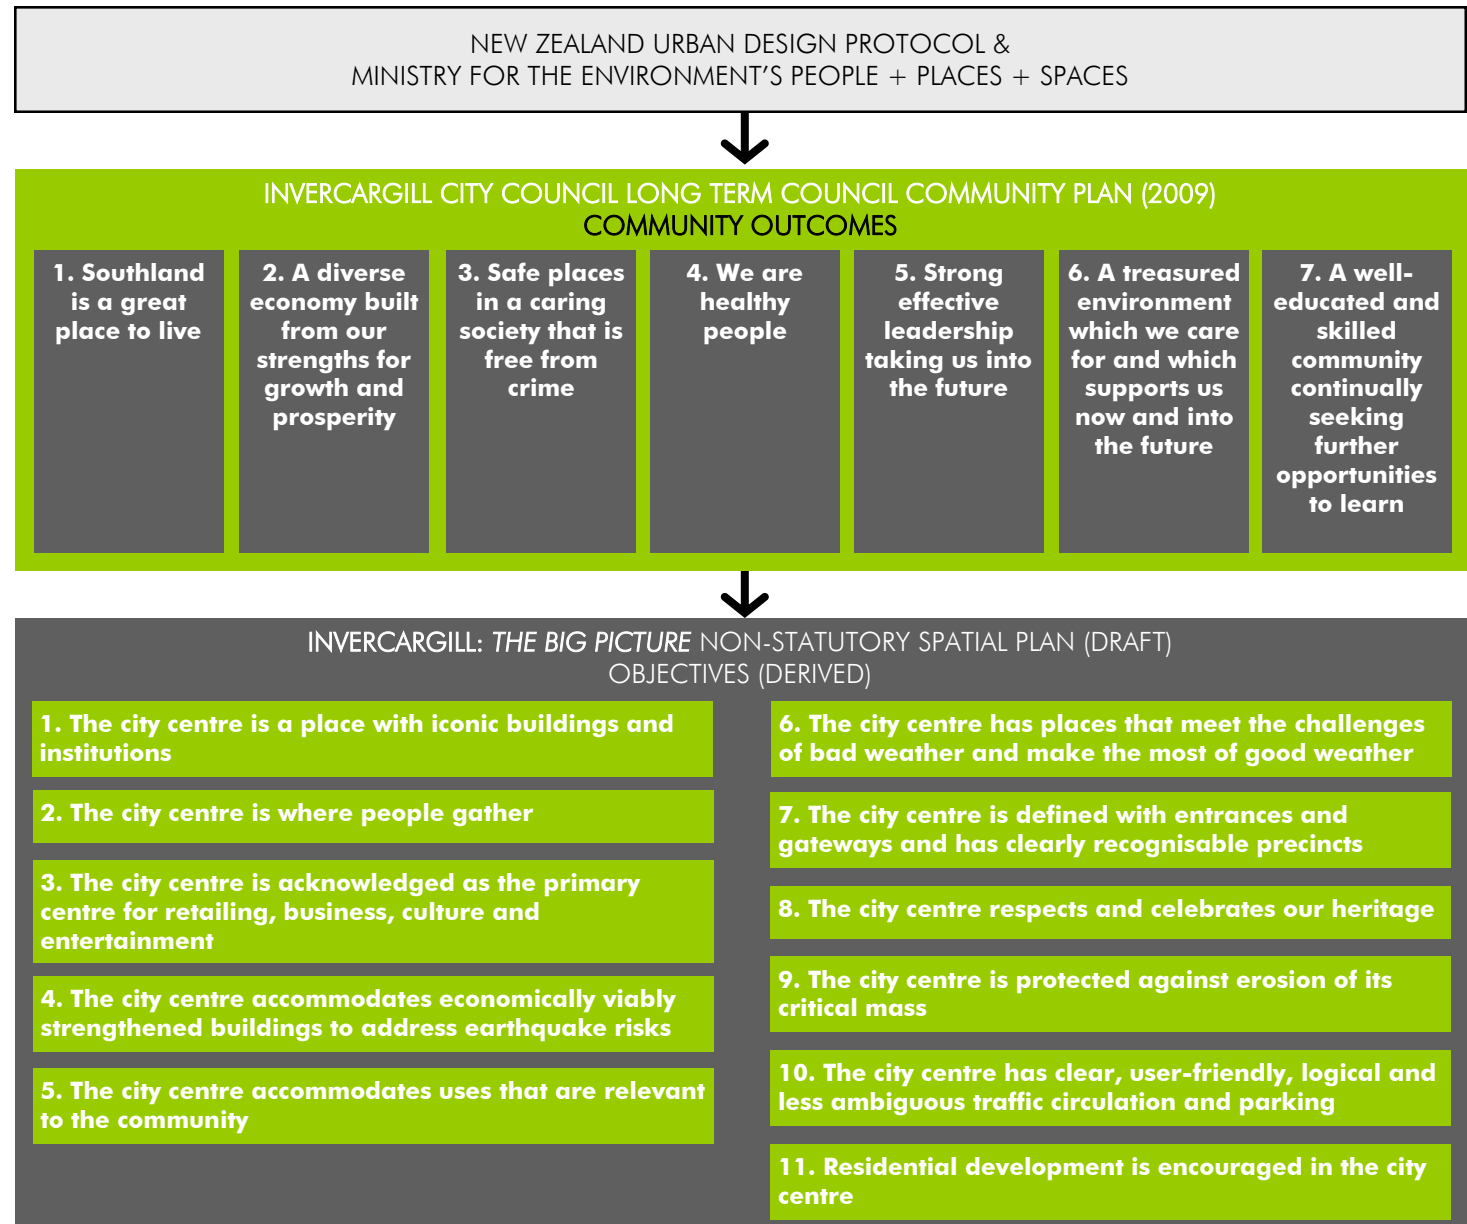 NEW ZEALAND URBAN DESIGN PROTOCOL &
MINISTRY FOR THE ENVIRONMENT’S PEOPLE + PLACES + SPACES
INVERCARGILL CITY COUNCIL LONG TERM COUNCIL COMMUNITY PLAN (2009)
COMMUNITY OUTCOMES
1. Southland
is a great
place to live
2. A diverse
economy built
from our
strengths for
growth and
prosperity
3. Safe places
in a caring
society that is
free from
crime
4. We are
healthy
people
5. Strong
effective
leadership
taking us into
the future
6. A treasured
environment
which we care
for and which
supports us
now and into
the future
7. A well-
educated and
skilled
community
continually
seeking
further
opportunities
to learn
INVERCARGILL: THE BIG PICTURE NON-STATUTORY SPATIAL PLAN (DRAFT)
OBJECTIVES (DERIVED)
1. The city centre is a place with iconic buildings and
institutions
2. The city centre is where people gather
3. The city centre is acknowledged as the primary
centre for retailing, business, culture and
entertainment
4. The city centre accommodates economically viably
strengthened buildings to address earthquake risks
5. The city centre accommodates uses that are relevant
to the community
6. The city centre has places that meet the challenges
of bad weather and make the most of good weather
7. The city centre is defined with entrances and
gateways and has clearly recognisable precincts
8. The city centre respects and celebrates our heritage
9. The city centre is protected against erosion of its
critical mass
10. The city centre has clear, user-friendly, logical and
less ambiguous traffic circulation and parking
11. Residential development is encouraged in the city
centre